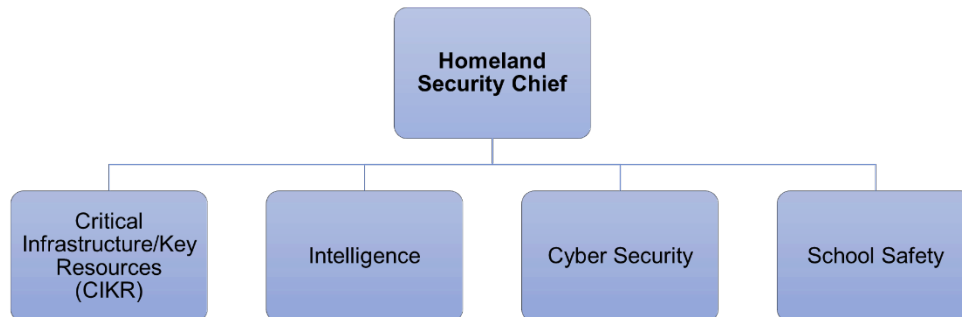 Homeland
Security Chief
Critical
Infrastructure/Key
Resources
(CIKR)
Intelligence
Cyber Security
School Safety